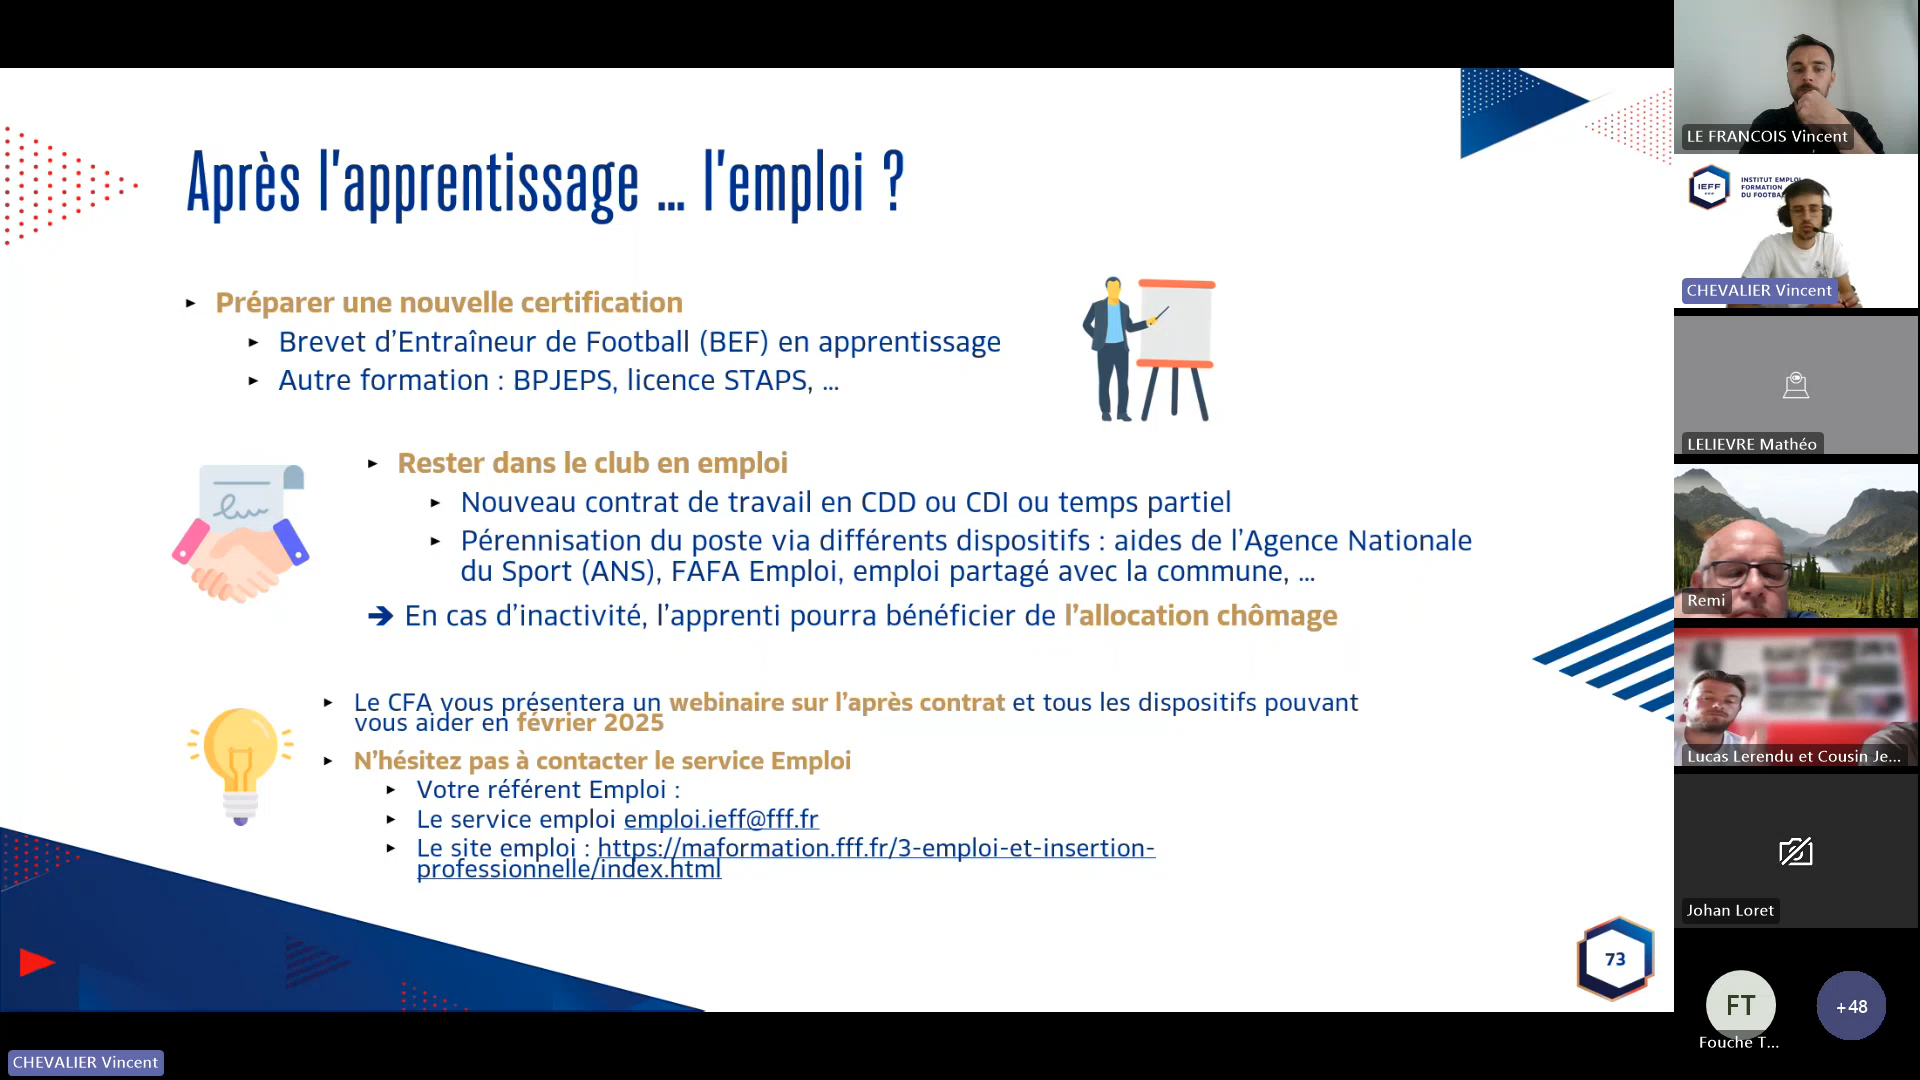 Après l'apprentissage ... l'emploi ?
Préparer une nouvelle certification
Brevet d'Entraîneur de Football (BEF) en apprentissage
Autre formation : BPJEPS, licence STAPS, ...
Rester dans le club en emploi
Nouveau contrat de travail en CDD ou CDI ou temps partiel
Pérennisation du poste via différents dispositifs : aides de l'Agence Nationale
du Sport (ANS), FAFA Emploi, emploi partagé avec la commune, ...
➔ En cas d'inactivité, l'apprenti pourra bénéficier de l'allocation chômage
Le CFA vous présentera un webinaire sur l'après contrat et tous les dispositifs pouvant
vous aider en février 2025
N'hésitez pas à contacter le service Emploi
Votre référent Emploi :
Le service emploi emploi.ieff@fff.fr
Le site emploi : https://maformation.fff.fr/3-emploi-et-insertion-
professionnelle/index.html
73
CHEVALIER Vincent
LE FRANCOIS Vincent
IEFF
INSTITUT EMPLOI
FORMATION
DU FOOTBALL
CHEVALIER Vincent
LELIEVRE Mathéo
Remi
Lucas Lerendu et Cousin Je...
Johan Loret
FT
Fouche T...
+48